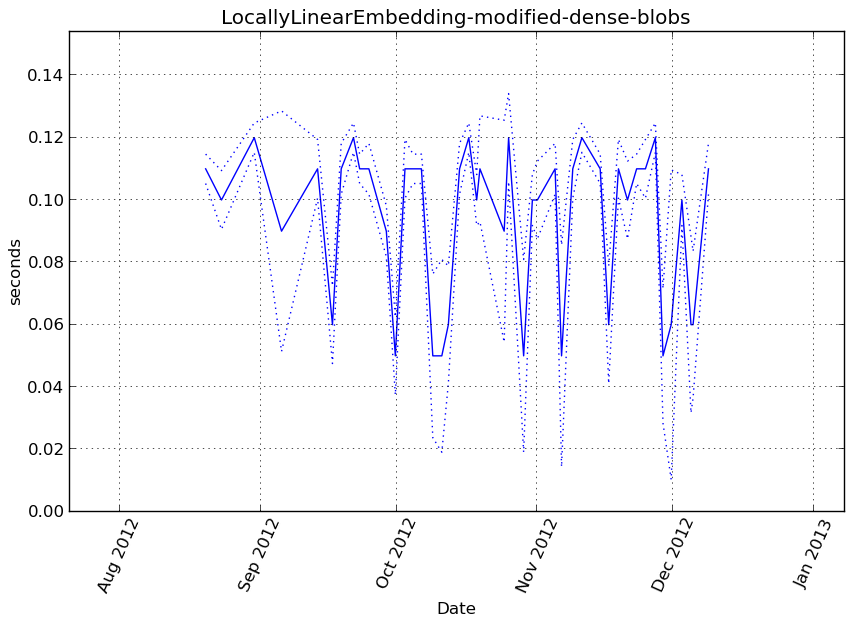 LocallyLinearEmbedding-modified-dense-blobs
0.14
0.12
0.10
0.08
0.06
0.04
0.02
0.00
seconds
Aug 2012
Sep 2012
Oct 2012
Nov 2012
Dec 2012
Jan 2013
Date